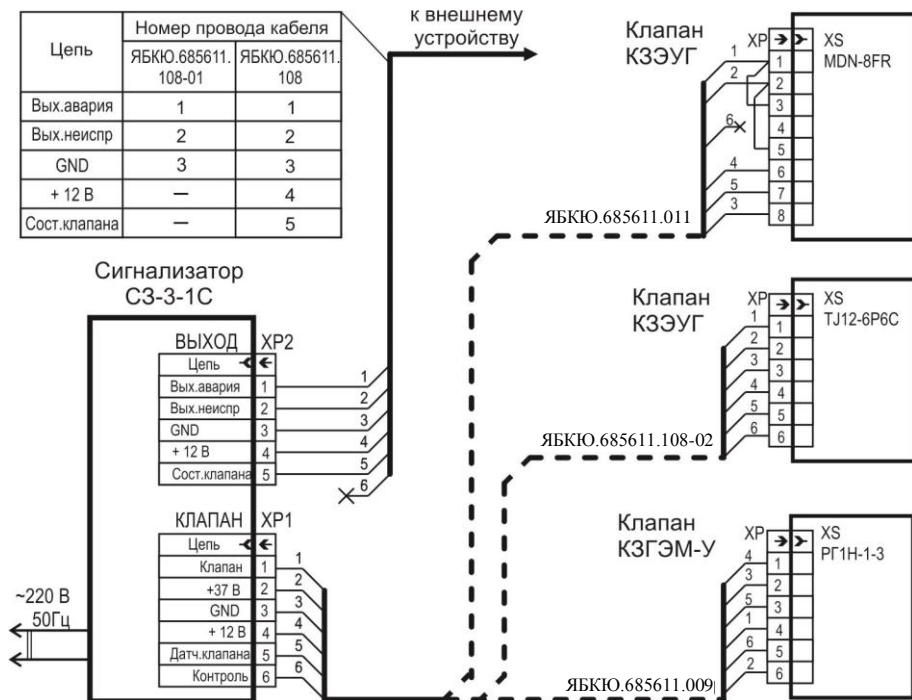 Цепь
Номер провода кабеля
ЯБКЮ.685611.
108-01
ЯБКЮ.685611.
108
Вых.авария 1 1
Вых.неиспр 2 2
GND 3 3
+ 12 В — 4
Сост.клапана — 5
к внешнему
устройству
Клапан
КЗЭУГ
XP
XS
MDN-8FR
1 1
2 2
3
6 4
5
4 6
5 7
3 8
ЯБКЮ.685611.011
Сигнализатор
СЗ-3-1С
ВЫХОД XP2
Цепь
Вых.авария 1 1
Вых.неиспр 2 2
GND 3 3
+ 12 В 4 4
Сост.клапана 5 5
6
КЛАПАН XP1
Цепь
Клапан 1 1
+37 В 2 2
GND 3 3
+ 12 В 4 4
Датч.клапана 5 5
Контроль 6 6
~220 В
50Гц
Клапан
КЗЭУГ
XP
XS
TJ12-6P6C
1 1
2 2
3 3
4 4
5 5
6 6
ЯБКЮ.685611.108-02
Клапан
КЗГЭМ-У
XP
XS
РГ1Н-1-3
4 1
3 2
5 3
1 4
6 5
2 6
ЯБКЮ.685611.009